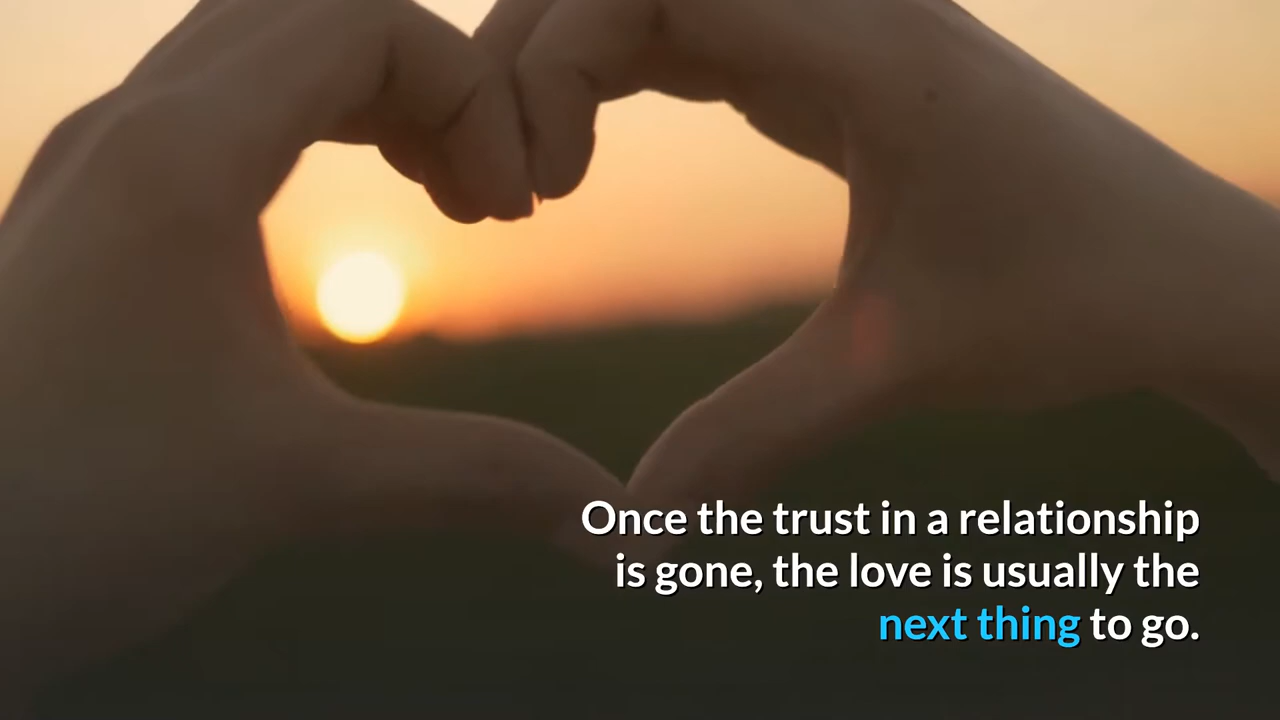 Once the trust in a relationship
is gone, the love is usually the
next thing to go.